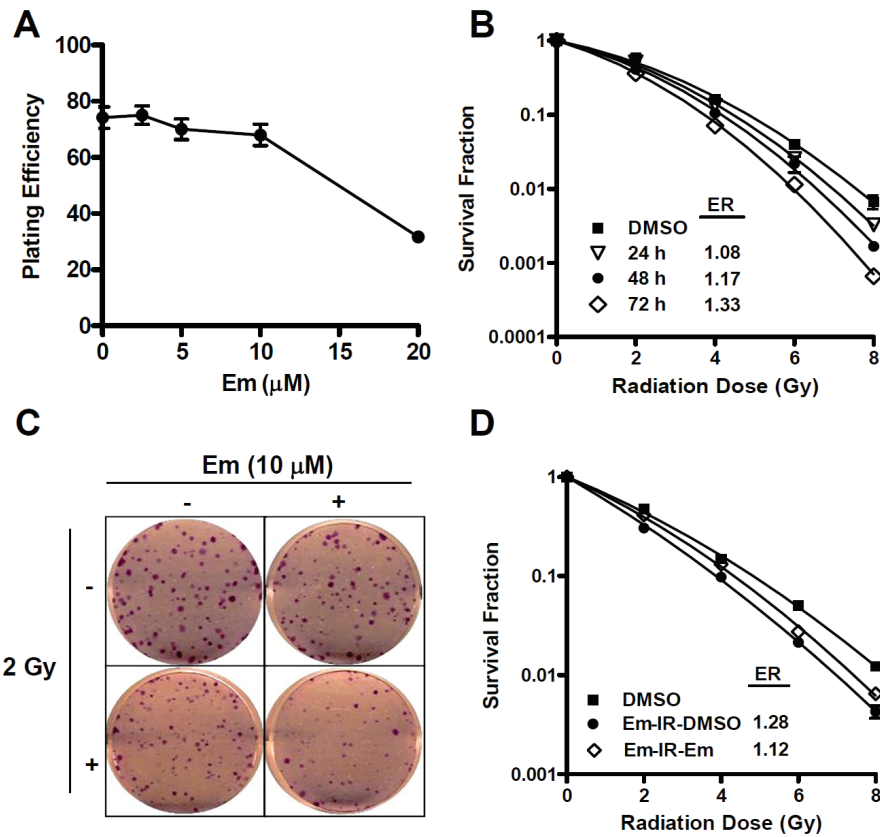 A
100
80
60
40
20
0
Plating Efficiency
0 5 10 15 20
Em (μM)
B
1
0.1
0.01
0.001
0.0001
Survival Fraction
ER
DMSO
24 h 1.08
48 h 1.17
72 h 1.33
0 2 4 6 8
Radiation Dose (Gy)
C
Em (10 μM)
- +
-
2 Gy
+
D
1
0.1
0.01
0.001
Survival Fraction
ER
DMSO
Em-IR-DMSO 1.28
Em-IR-Em 1.12
0 2 4 6 8
Radiation Dose (Gy)